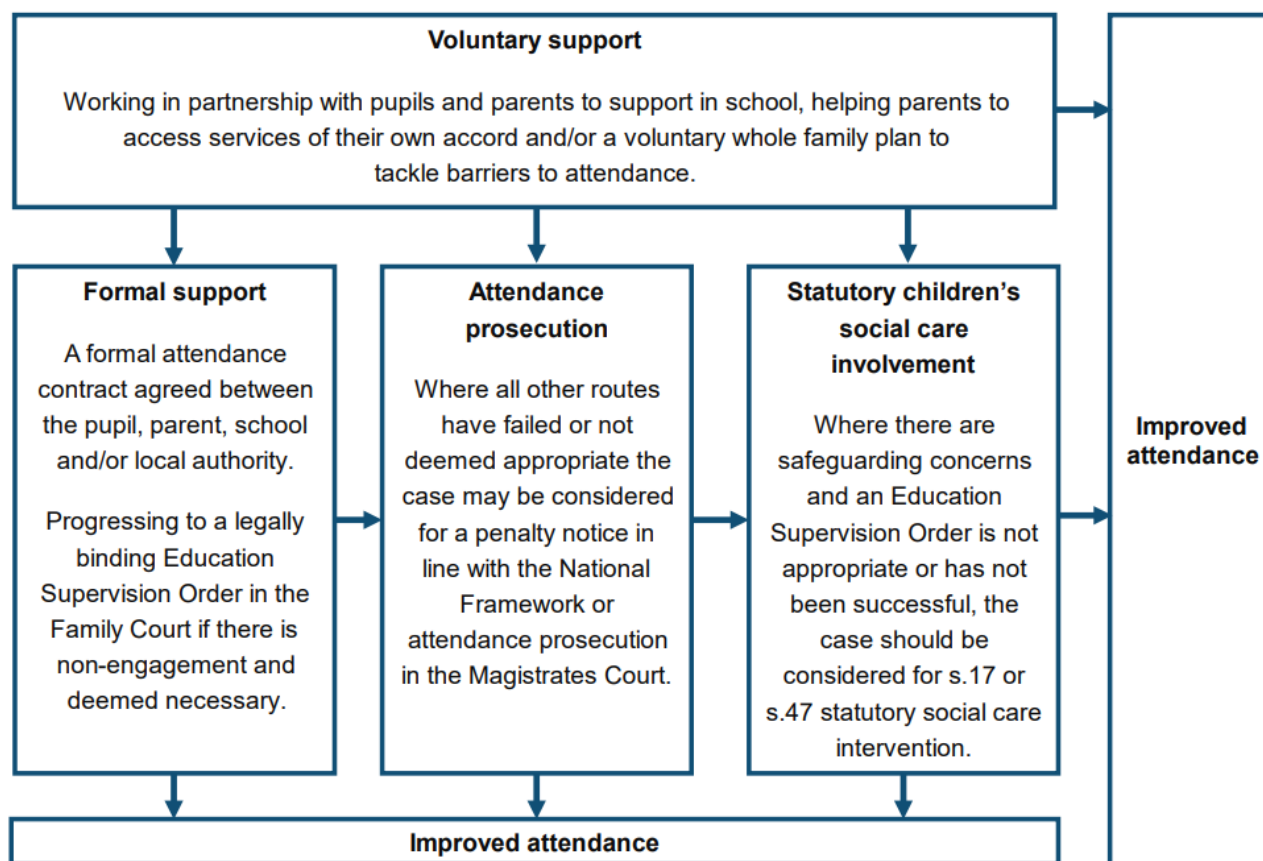 Voluntary support
Working in partnership with pupils and parents to support in school, helping parents to
access services of their own accord and/or a voluntary whole family plan to
tackle barriers to attendance.
Formal support
A formal attendance
contract agreed between
the pupil, parent, school
and/or local authority.
Progressing to a legally
binding Education
Supervision Order in the
Family Court if there is
non-engagement and
deemed necessary.
Attendance
prosecution
Where all other routes
have failed or not
deemed appropriate the
case may be considered
for a penalty notice in
line with the National
Framework or
attendance prosecution
in the Magistrates Court.
Statutory children’s
social care
involvement
Where there are
safeguarding concerns
and an Education
Supervision Order is not
appropriate or has not
been successful, the
case should be
considered for s.17 or
s.47 statutory social care
intervention.
Improved
attendance
Improved attendance